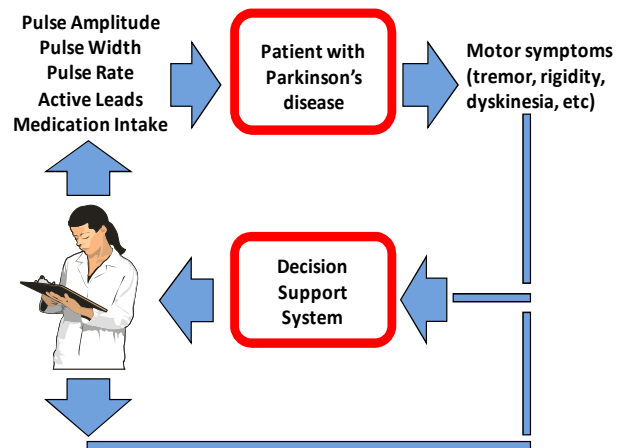 Pulse Amplitude
Pulse Width
Pulse Rate
Active Leads
Medication Intake
Patient with
Parkinson's
disease
Motor symptoms
(tremor, rigidity,
dyskinesia, etc)
Decision
Support
System